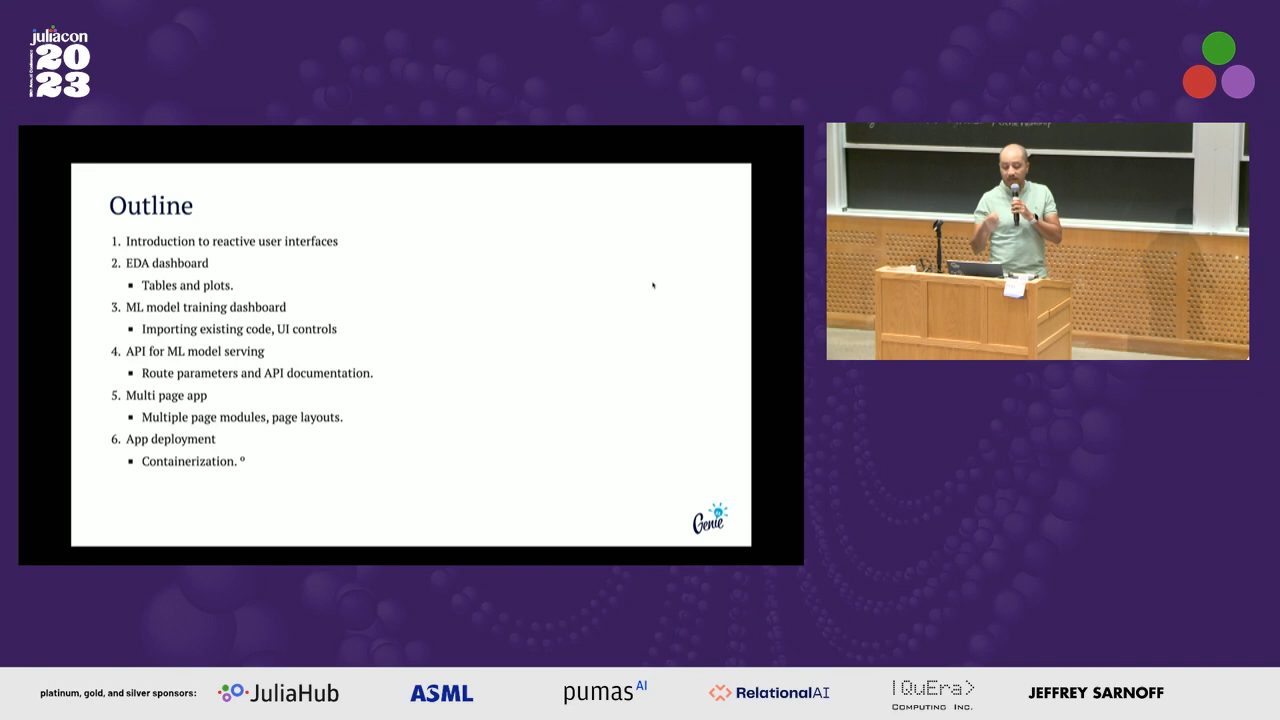 juliacon
20
23
Outline
1. Introduction to reactive user interfaces
2. EDA dashboard
▪ Tables and plots.
3. ML model training dashboard
▪ Importing existing code, UI controls
4. API for ML model serving
▪ Route parameters and API documentation.
5. Multi page app
▪ Multiple page modules, page layouts.
6. App deployment
▪ Containerization. º
Genie
platinum, gold, and silver sponsors:
JuliaHub
ASML
pumas AI
RelationalAI
|QuEra>
COMPUTING INC.
JEFFREY SARNOFF